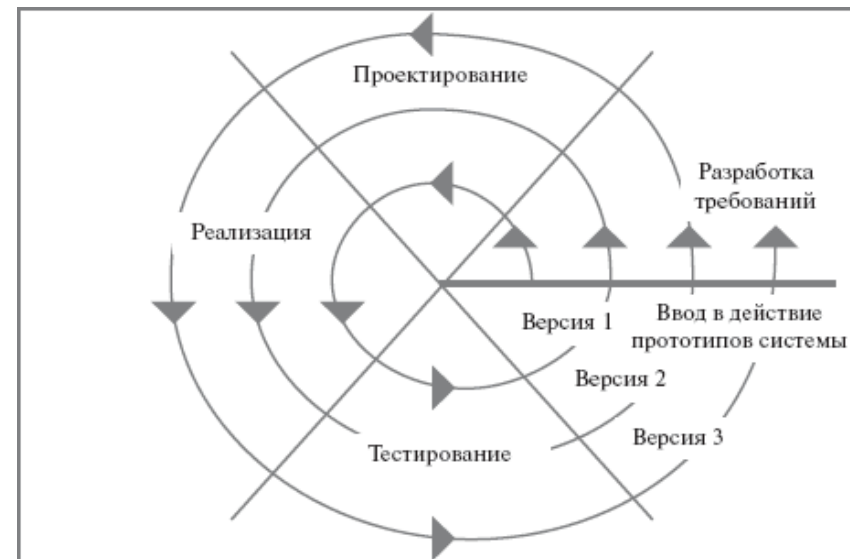 Проектирование
Разработка
требований
Реализация
Версия 1
Ввод в действие
прототипов системы
Версия 2
Версия 3
Тестирование